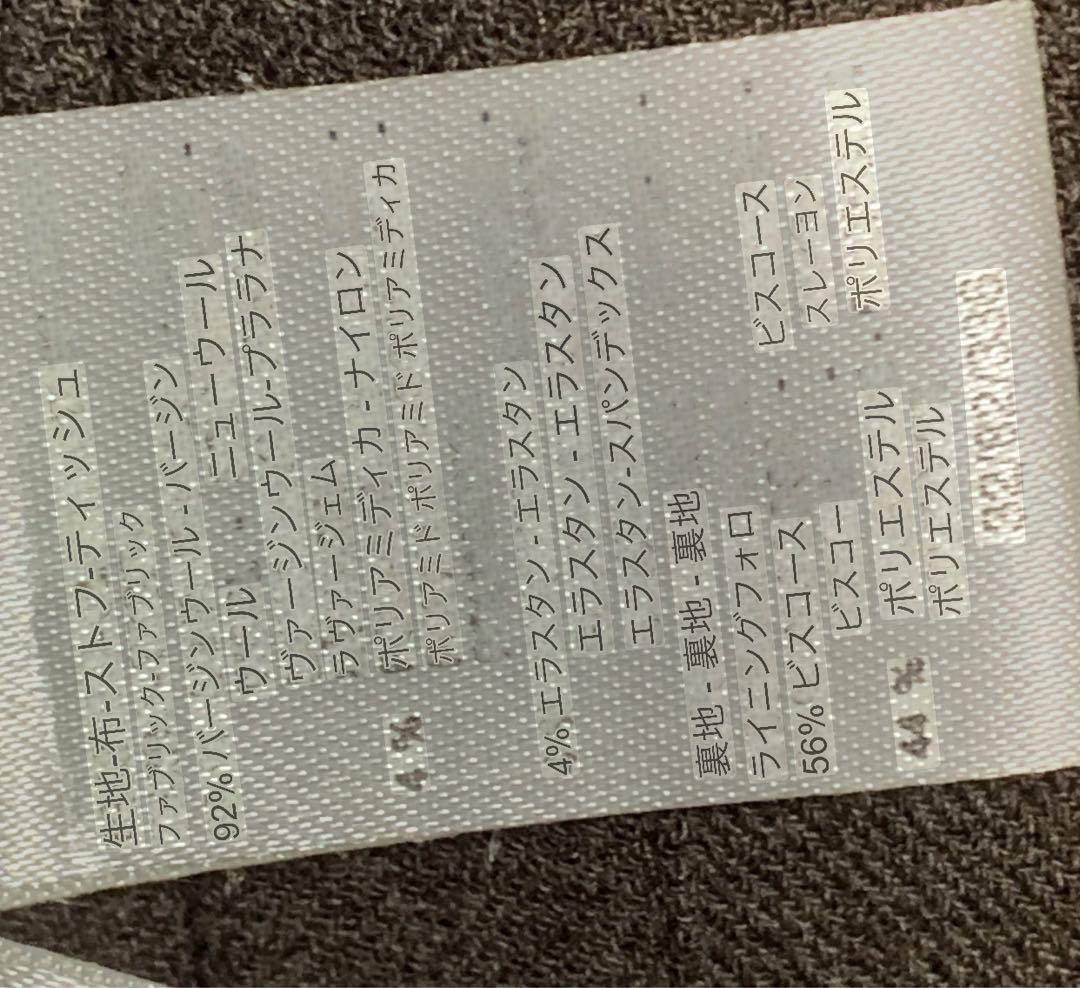 生地-布-ストフ-ティッシュ
ファブリック-ファブリック
92% バージンウール - バージン
ウール ニューウール
ヴァージンウール-プララナ
ラヴァージェム
4 % ポリアミディカ - ナイロン
ポリアミド ポリアミド ポリアミディカ
4% エラスタン - エラスタン
エラスタン - エラスタン
エラスタン-スパンデックス
裏地 - 裏地 - 裏地
ライニングフォロ
56% ビスコース ビスコース
ビスコー スレーヨン
44 % ポリエステル ポリエステル
ポリエステル